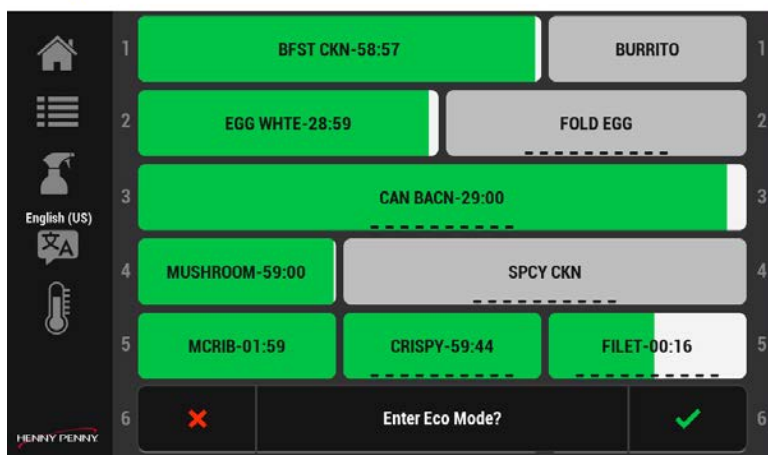 1 BFST CKN-58:57 BURRITO 1
2 EGG WHTE-28:59 FOLD EGG 2
3 CAN BACN-29:00 3
English (US)
文A
4 MUSHROOM-59:00 SPCY CKN 4
5 MCRIB-01:59 CRISPY-59:44 FILET-00:16 5
6 Enter Eco Mode? 6
HENNY PENNY